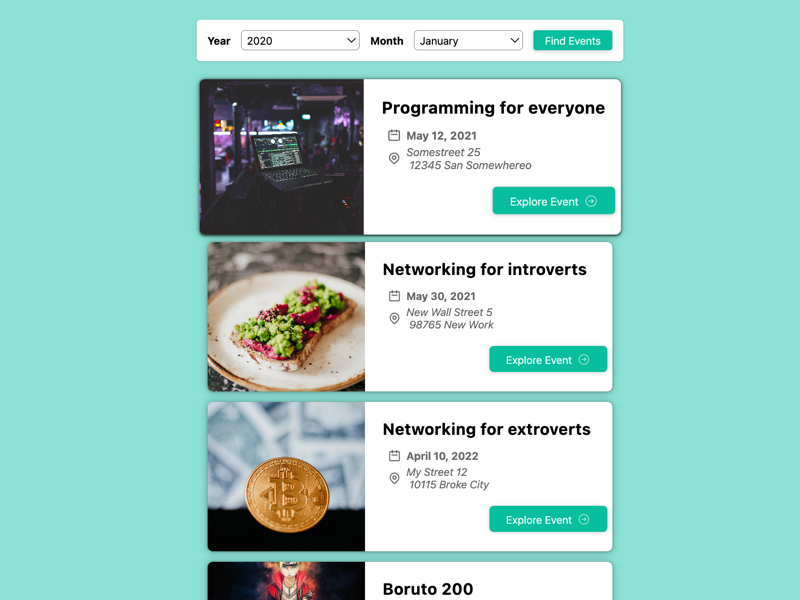 Year 2020 Month January Find Events
Programming for everyone
May 12, 2021
Somestreet 25
12345 San Somewhereo
Explore Event
Networking for introverts
May 30, 2021
New Wall Street 5
98765 New Work
Explore Event
Networking for extroverts
April 10, 2022
My Street 12
10115 Broke City
Explore Event
Boruto 200